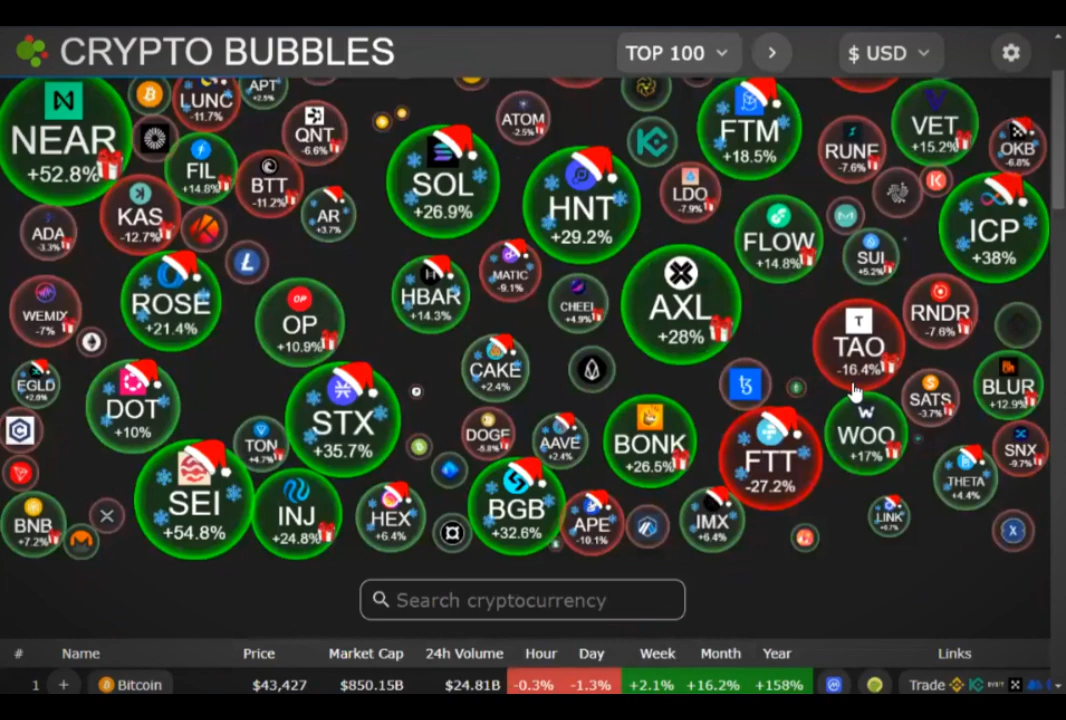 CRYPTO BUBBLES
TOP 100
$ USD
NEAR
+52.8%
LUNC
-11.7%
APT
+2.5%
QNT
-6.6%
ATOM
-2.5%
FTM
+18.5%
VET
+15.2%
OKB
-6.8%
RUNE
-7.6%
FIL
+14.8%
BTT
-11.2%
SOL
+26.9%
HNT
+29.2%
LDO
-7.9%
KAS
-12.7%
AR
+3.7%
ADA
-3.3%
FLOW
+14.8%
SUI
+5.2%
ICP
+38%
ROSE
+21.4%
HBAR
+14.3%
MATIC
-9.1%
CHEEL
+4.9%
AXL
+28%
WEMIX
-7%
OP
OP
+10.9%
RNDR
-7.6%
T
TAO
-16.4%
EGLD
+2.6%
DOT
+10%
CAKE
+2.4%
BLUR
+12.9%
SATS
-3.7%
STX
+35.7%
TON
+4.7%
DOGE
-5.8%
AAVE
+2.4%
BONK
+26.5%
FTT
-27.2%
W
WOO
+17%
SNX
-9.7%
THETA
+4.4%
SEI
+54.8%
INJ
+24.8%
HEX
+6.4%
BGB
+32.6%
APE
-10.1%
IMX
+6.4%
LINK
BNB
+7.2%
Search cryptocurrency
# Name Price Market Cap 24h Volume Hour Day Week Month Year Links
1 + Bitcoin $43,427 $850.15B $24.81B -0.3% -1.3% +2.1% +16.2% +158% Trade